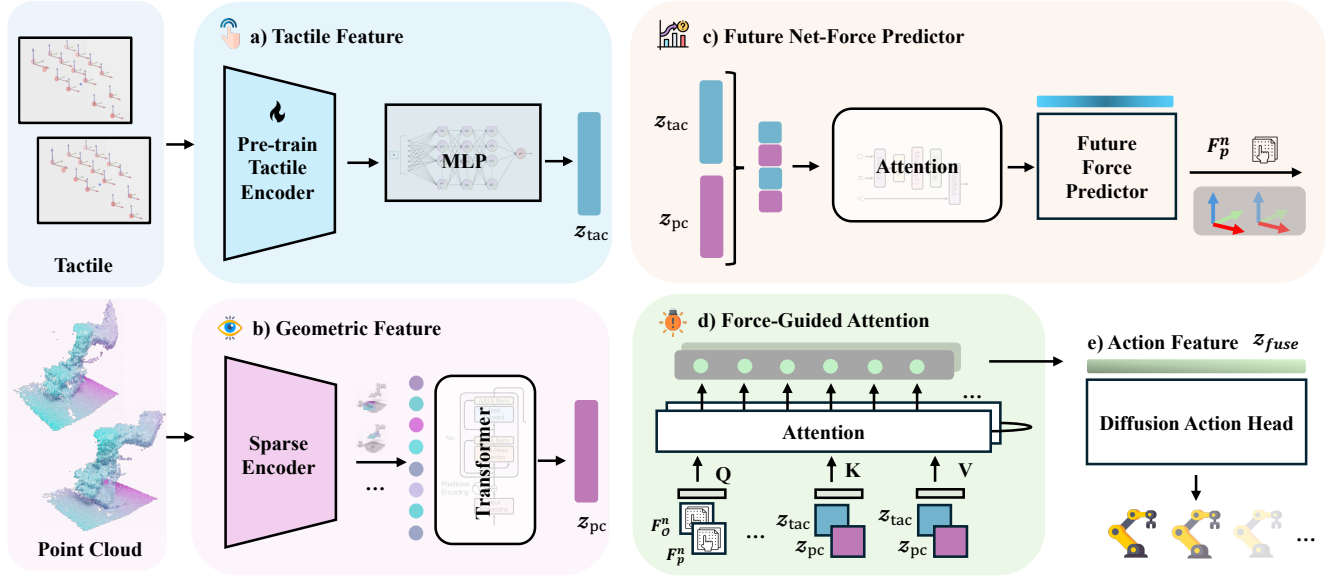 Tactile
a) Tactile Feature
Pre-train
Tactile
Encoder
MLP
z_tac
c) Future Net-Force Predictor
z_tac
z_pc
Attention
Future
Force
Predictor
F_p^n
Point Cloud
b) Geometric Feature
Sparse
Encoder
...
Transformer
z_pc
d) Force-Guided Attention
...
Attention
Q
K
V
F_o^n
F_p^n
...
z_tac
z_pc
z_tac
z_pc
e) Action Feature z_fuse
Diffusion Action Head
...